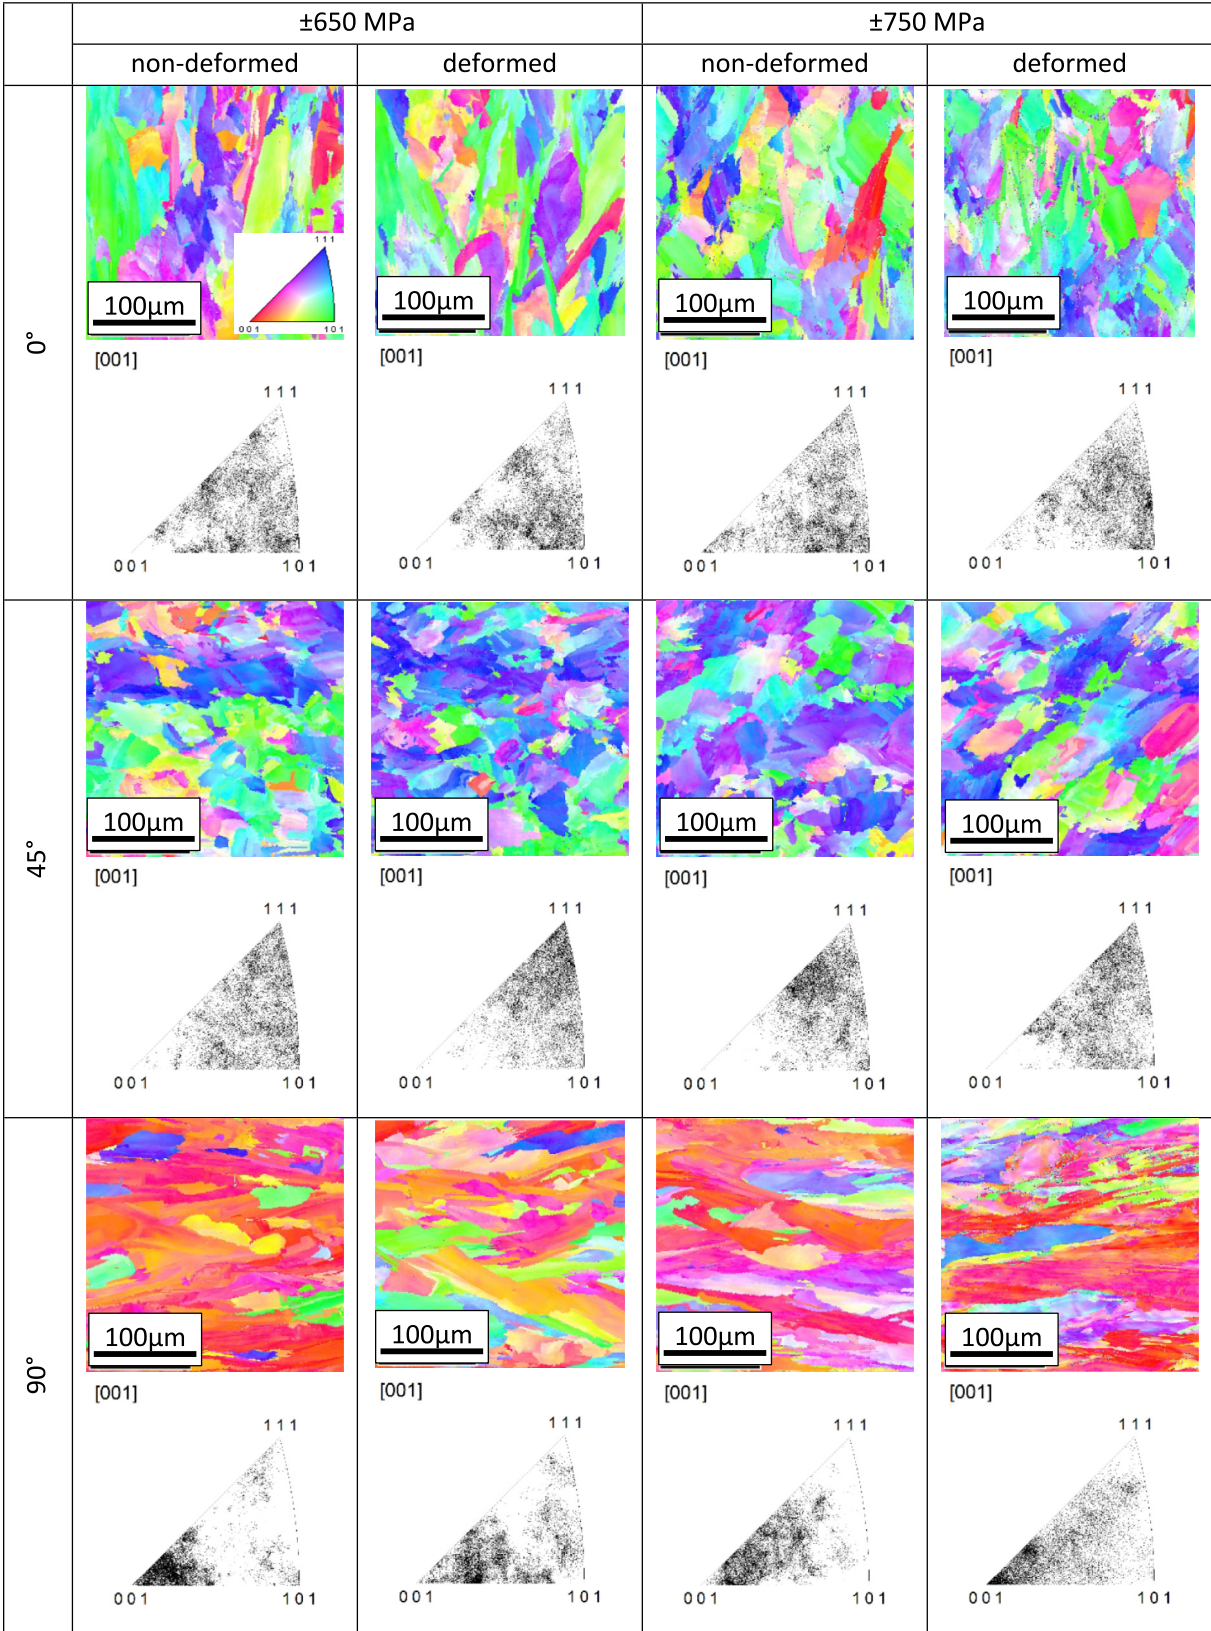 ±650 MPa ±750 MPa
non-deformed deformed non-deformed deformed
0°
111
001 101
100µm 100µm 100µm 100µm
[001] [001] [001] [001]
111 111 111 111
001 101 001 101 001 101 001 101
45°
100µm 100µm 100µm 100µm
[001] [001] [001] [001]
111 111 111 111
001 101 001 101 001 101 001 101
90°
100µm 100µm 100µm 100µm
[001] [001] [001] [001]
111 111 111 111
001 101 001 101 001 101 001 101